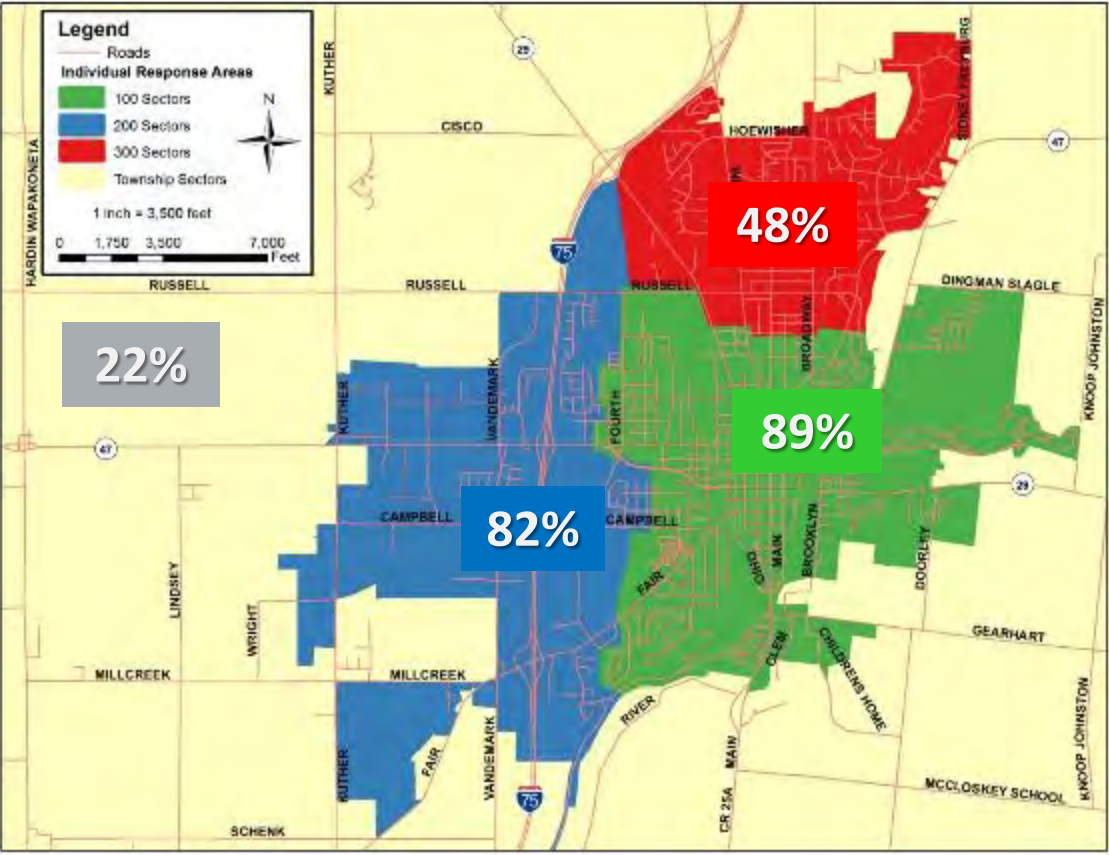 Legend
Roads
Individual Response Areas
100 Sectors
200 Sectors
300 Sectors
Township Sectors
N
1 inch = 3,500 feet
0 1,750 3,500 7,000
Feet
KUTHER
29
SIDNEY FREYBURG
CISCO
HOEWISHER
47
HARDIN WAPAKONETA
48%
75
RUSSELL
RUSSELL
RUSSELL
DINGMAN SLAGLE
BROADWAY
KNOOP JOHNSTON
22%
VANDEMARK
KUTHER
FOURTH
89%
47
29
82%
CAMPBELL
CAMPBELL
BROOKLYN
MAIN
OHIO
DOORLEY
FAIR
LINDSEY
WRIGHT
GEARHART
CLEM
CHILDRENS HOME
MILLCREEK
MILLCREEK
RIVER
KNOOP JOHNSTON
VANDEMARK
FAIR
KUTHER
MAIN
CR 25A
75
MCCLOSKEY SCHOOL
SCHENK